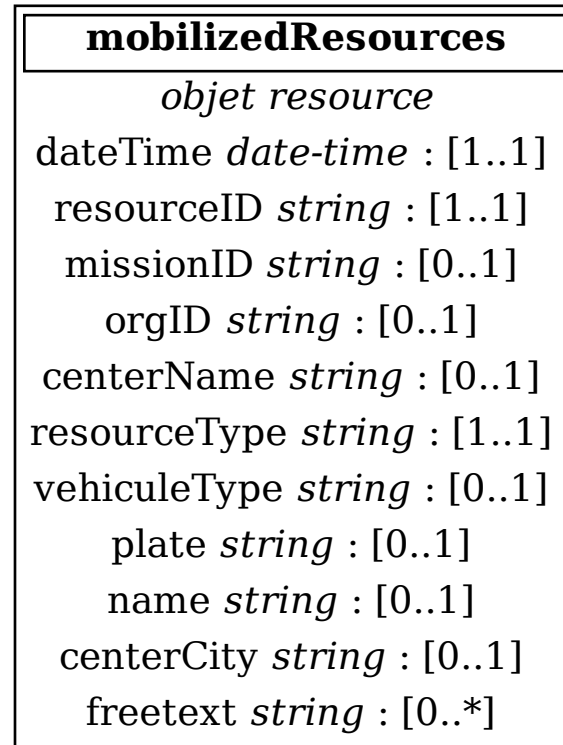 mobilizedResources
objet resource
dateTime date-time : [1..1]
resourceID string : [1..1]
missionID string : [0..1]
orgID string : [0..1]
centerName string : [0..1]
resourceType string : [1..1]
vehiculeType string : [0..1]
plate string : [0..1]
name string : [0..1]
centerCity string : [0..1]
freetext string : [0..*]